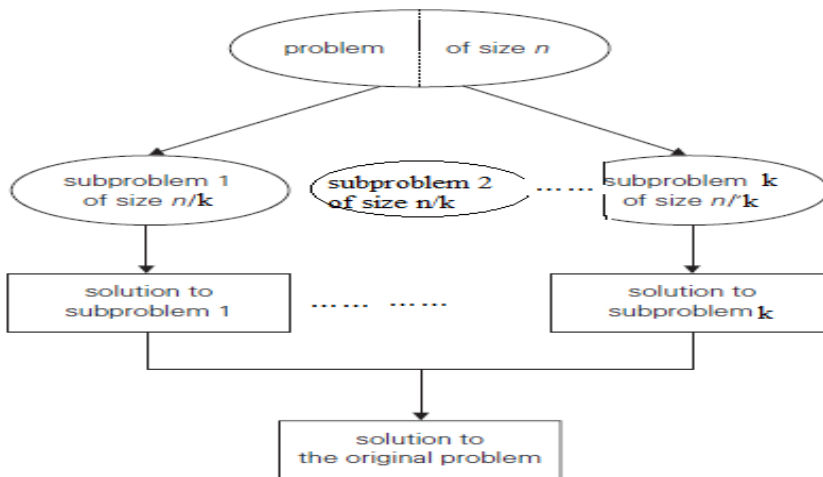 problem of size n
subproblem 1
of size n/k
subproblem 2
of size n/k
... ...
subproblem k
of size n/k
solution to
subproblem 1
... ... ... ...
solution to
subproblem k
solution to
the original problem